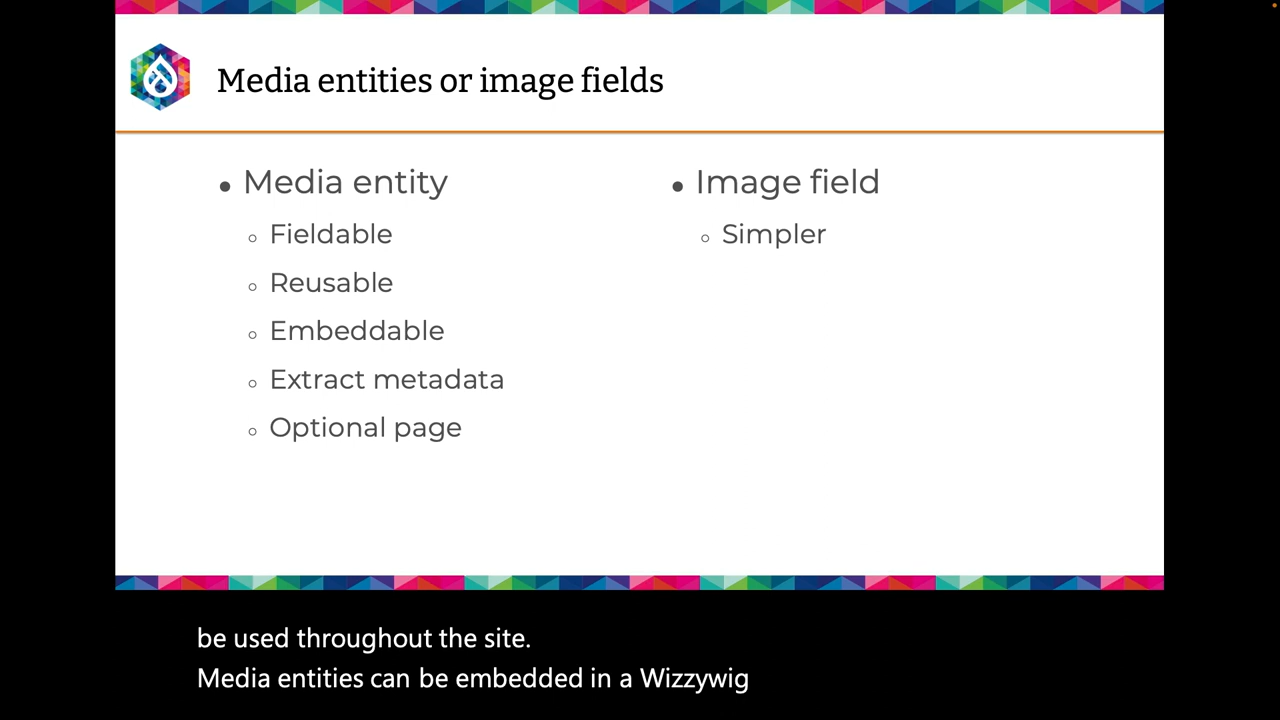 Media entities or image fields
• Media entity
○ Fieldable
○ Reusable
○ Embeddable
○ Extract metadata
○ Optional page
• Image field
○ Simpler
be used throughout the site.
Media entities can be embedded in a Wizzywig